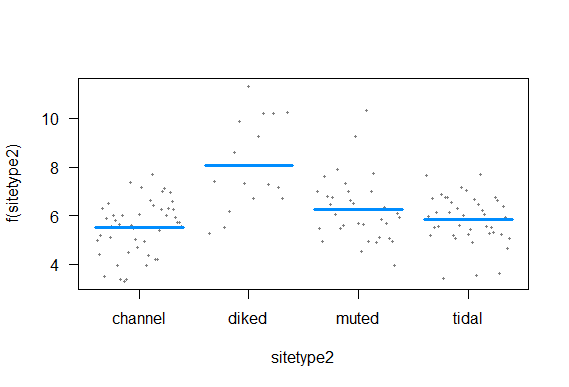 f(sitetype2)
10
8
6
4
channel diked muted tidal
sitetype2